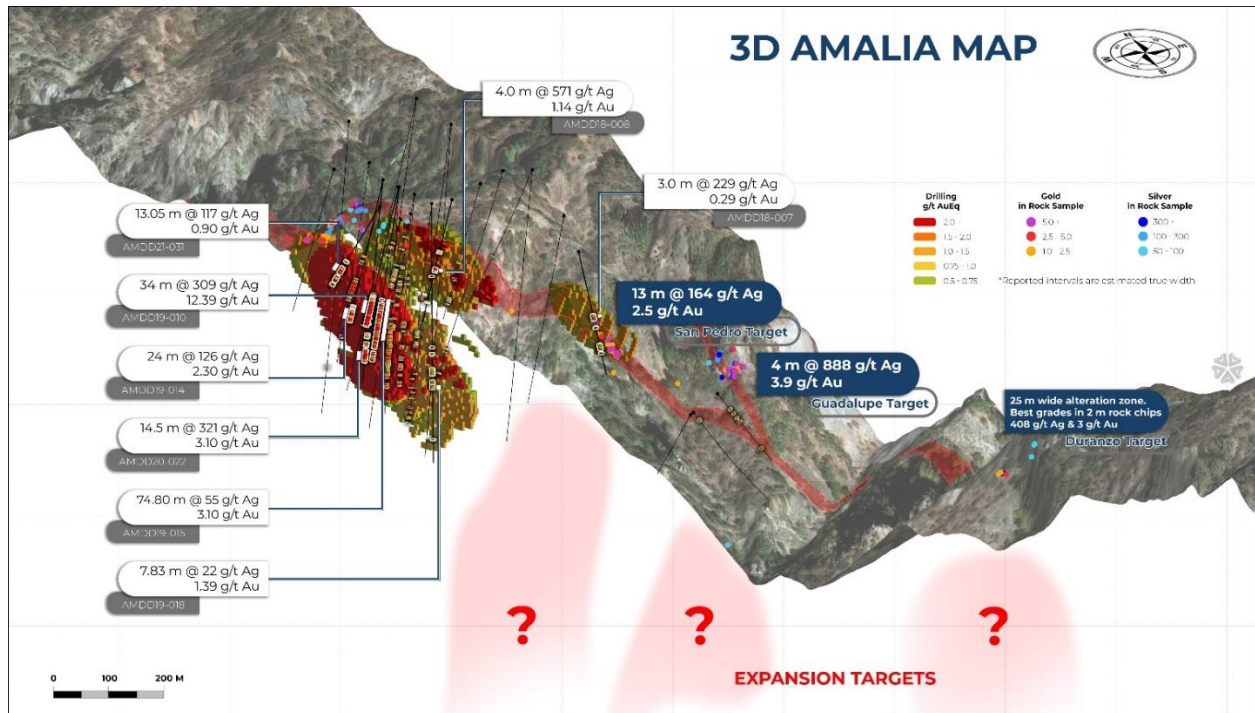 3D AMALIA MAP
N
E
W
4.0 m @ 571 g/t Ag
1.14 g/t Au
AMDD18-008
3.0 m @ 229 g/t Ag
0.29 g/t Au
AMDD18-007
13.05 m @ 117 g/t Ag
0.90 g/t Au
AMDD21-031
34 m @ 309 g/t Ag
12.39 g/t Au
AMDD19-010
24 m @ 126 g/t Ag
2.30 g/t Au
AMDD19-014
14.5 m @ 321 g/t Ag
3.10 g/t Au
AMDD20-022
74.80 m @ 55 g/t Ag
3.10 g/t Au
AMDD19-015
7.83 m @ 22 g/t Ag
1.39 g/t Au
AMDD19-018
Drilling
g/t AuEq
2.0 +
1.5 - 2.0
1.0 - 1.5
0.75 - 1.0
0.5 - 0.75
Gold
in Rock Sample
5.0 +
2.5 - 5.0
1.0 - 2.5
Silver
in Rock Sample
300 +
100 - 300
50 - 100
*Reported intervals are estimated true width
13 m @ 164 g/t Ag
2.5 g/t Au
San Pedro Target
4 m @ 888 g/t Ag
3.9 g/t Au
Guadalupe Target
25 m wide alteration zone.
Best grades in 2 m rock chips
408 g/t Ag & 3 g/t Au
Duranzo Target
? ? ?
EXPANSION TARGETS
0 100 200 M